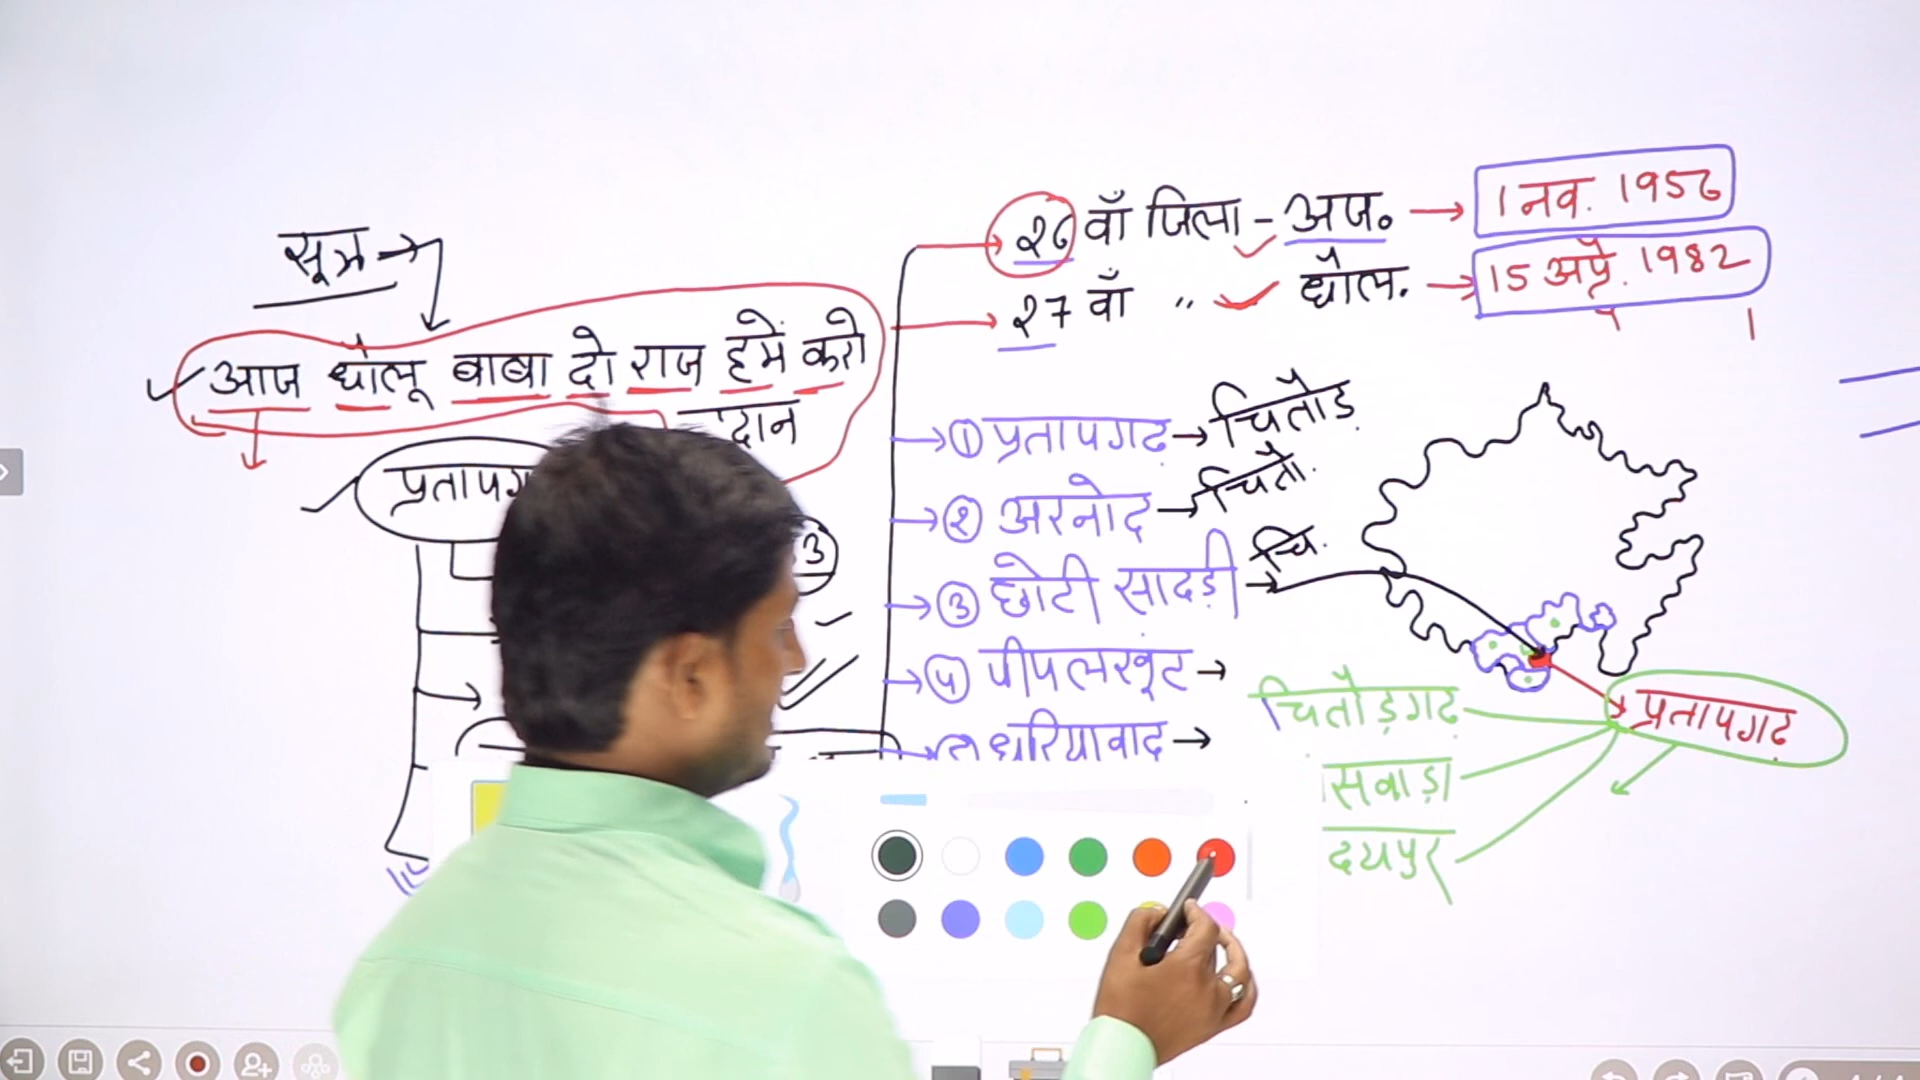 सूत्र →
आज धौलू बाबा दो राज हमें करो
दान
प्रतापग
3
26 वाँ जिला - अज. → 1 नव. 1956
27 वाँ " धौल. → 15 अप्रे. 1982
→ ① प्रतापगढ → चितौड़
→ ② अरनोद → चितौ.
→ ③ छोटी सादड़ी → चि.
→ ④ पीपलखूंट →
धरियावाद →
प्रतापगढ
चितौड़गढ
सवाड़ा
दयपुर